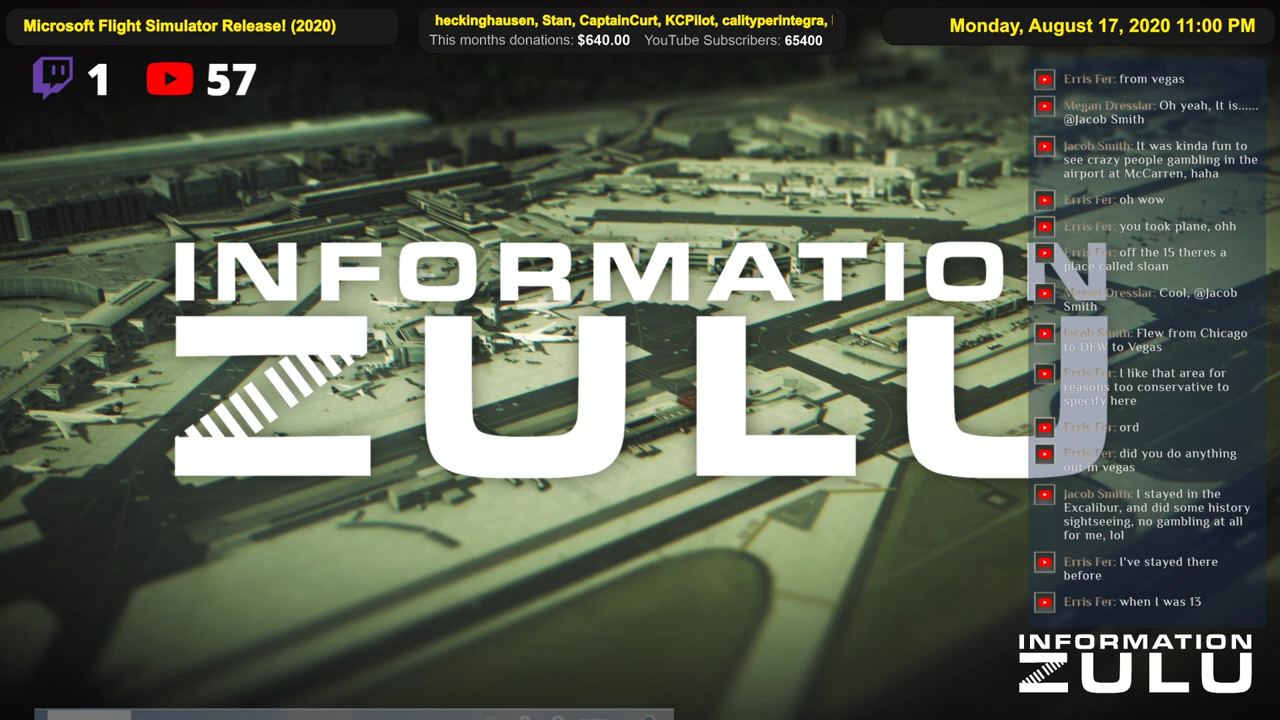 Microsoft Flight Simulator Release! (2020)
heckinghausen, Stan, CaptainCurt, KCPilot, calityperintegra,
This months donations: $640.00 YouTube Subscribers: 65400
Monday, August 17, 2020 11:00 PM
1 57
INFORMATION
ZULU
Erris Fer: from vegas
Megan Dresslar: Oh yeah, It is......
@Jacob Smith
Jacob Smith: It was kinda fun to
see crazy people gambling in the
airport at McCarren, haha
Erris Fer: oh wow
Erris Fer: you took plane, ohh
Erris Fer: off the 15 theres a
place called sloan
Megan Dresslar: Cool, @Jacob
Smith
Jacob Smith: Flew from Chicago
to DFW to Vegas
Erris Fer: I like that area for
reasons too conservative to
specify here
Erris Fer: ord
Erris Fer: did you do anything
out in vegas
Jacob Smith: I stayed in the
Excalibur, and did some history
sightseeing, no gambling at all
for me, lol
Erris Fer: I've stayed there
before
Erris Fer: when I was 13
INFORMATION
ZULU